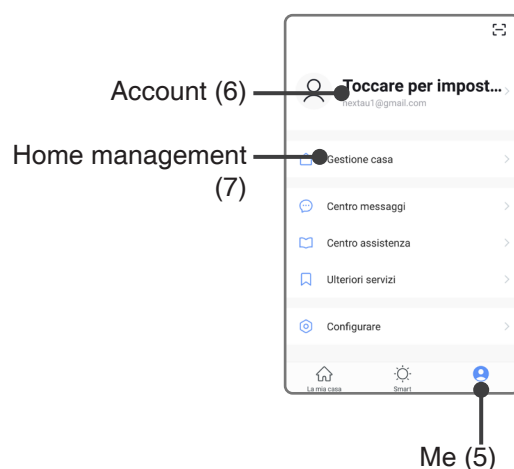 Account (6)
Toccare per impost...
nextau1@gmail.com
Home management
(7)
Gestione casa
Centro messaggi
Centro assistenza
Ulteriori servizi
Configurare
La mia casa
Smart
Me (5)